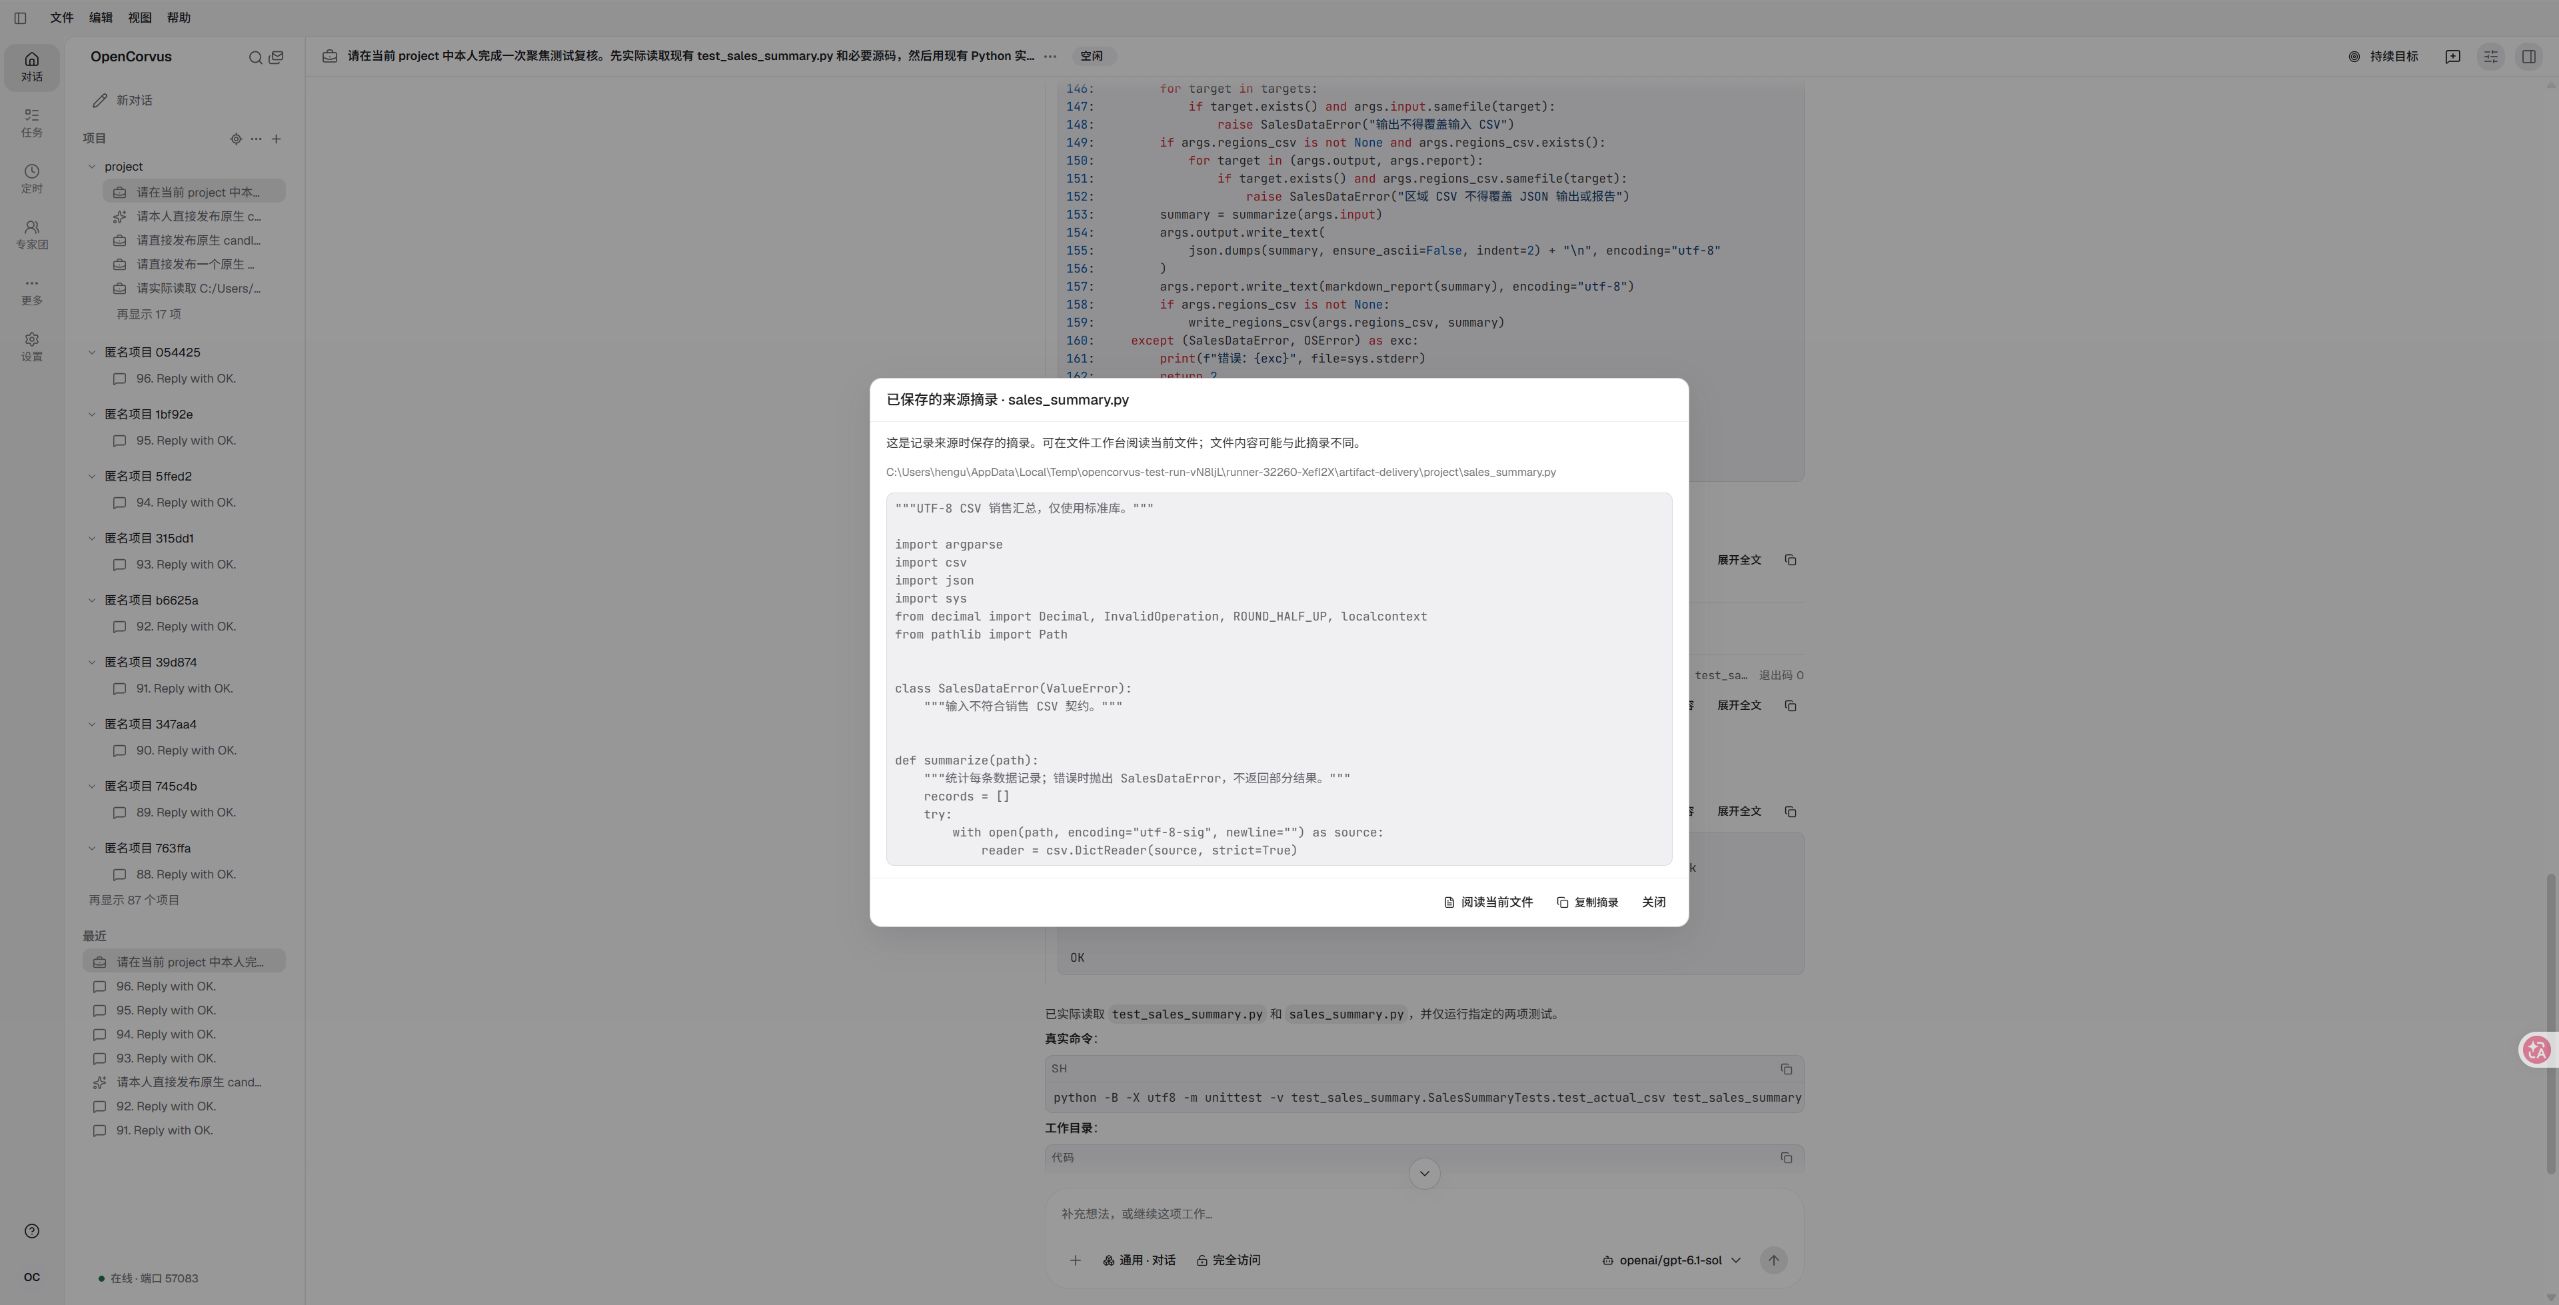 文件 编辑 视图 帮助
对话
任务
定时
专家团
更多
设置
OC
OpenCorvus
新对话
项目
project
请在当前 project 中本...
请本人直接发布原生 c...
请直接发布原生 candl...
请直接发布一个原生 ...
请实际读取 C:/Users/...
再显示 17 项
匿名项目 054425
96. Reply with OK.
匿名项目 1bf92e
95. Reply with OK.
匿名项目 5ffed2
94. Reply with OK.
匿名项目 315dd1
93. Reply with OK.
匿名项目 b6625a
92. Reply with OK.
匿名项目 39d874
91. Reply with OK.
匿名项目 347aa4
90. Reply with OK.
匿名项目 745c4b
89. Reply with OK.
匿名项目 763ffa
88. Reply with OK.
再显示 87 个项目
最近
请在当前 project 中本人完...
96. Reply with OK.
95. Reply with OK.
94. Reply with OK.
93. Reply with OK.
请本人直接发布原生 cand...
92. Reply with OK.
91. Reply with OK.
在线 · 端口 57083
请在当前 project 中本人完成一次聚焦测试复核。先实际读取现有 test_sales_summary.py 和必要源码，然后用现有 Python 实... 空闲
持续目标
146: for target in targets:
147: if target.exists() and args.input.samefile(target):
148: raise SalesDataError("输出不得覆盖输入 CSV")
149: if args.regions_csv is not None and args.regions_csv.exists():
150: for target in (args.output, args.report):
151: if target.exists() and args.regions_csv.samefile(target):
152: raise SalesDataError("区域 CSV 不得覆盖 JSON 输出或报告")
153: summary = summarize(args.input)
154: args.output.write_text(
155: json.dumps(summary, ensure_ascii=False, indent=2) + "\n", encoding="utf-8"
156: )
157: args.report.write_text(markdown_report(summary), encoding="utf-8")
158: if args.regions_csv is not None:
159: write_regions_csv(args.regions_csv, summary)
160: except (SalesDataError, OSError) as exc:
161: print(f"错误: {exc}", file=sys.stderr)
162: return 2
已保存的来源摘录 · sales_summary.py
这是记录来源时保存的摘录。可在文件工作台阅读当前文件；文件内容可能与此摘录不同。
C:\Users\hengu\AppData\Local\Temp\opencorvus-test-run-vN8ljL\runner-32260-XefI2X\artifact-delivery\project\sales_summary.py
"""UTF-8 CSV 销售汇总，仅使用标准库。"""
import argparse
import csv
import json
import sys
from decimal import Decimal, InvalidOperation, ROUND_HALF_UP, localcontext
from pathlib import Path
class SalesDataError(ValueError):
"""输入不符合销售 CSV 契约。"""
def summarize(path):
"""统计每条数据记录；错误时抛出 SalesDataError，不返回部分结果。"""
records = []
try:
with open(path, encoding="utf-8-sig", newline="") as source:
reader = csv.DictReader(source, strict=True)
阅读当前文件 复制摘录 关闭
展开全文
test_sa... 退出码 0
展开全文
展开全文
OK
已实际读取 test_sales_summary.py 和 sales_summary.py，并仅运行指定的两项测试。
真实命令：
SH
python -B -X utf8 -m unittest -v test_sales_summary.SalesSummaryTests.test_actual_csv test_sales_summary
工作目录：
代码
补充想法，或继续这项工作...
通用 · 对话 完全访问 openai/gpt-6.1-sol